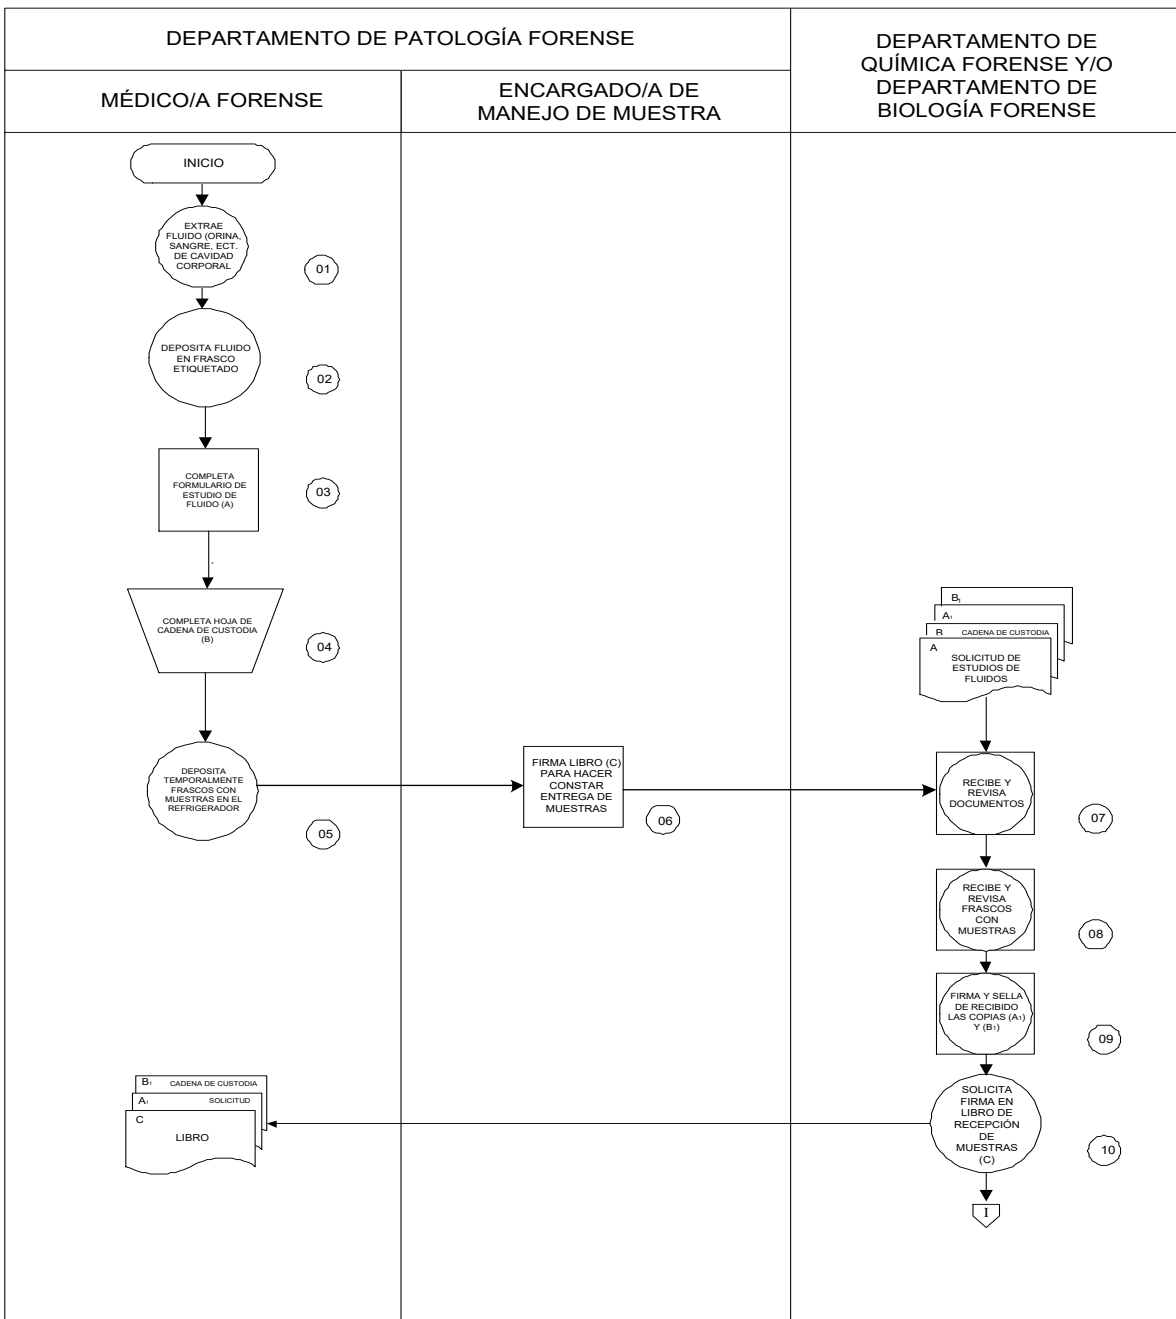 DEPARTAMENTO DE PATOLOGÍA FORENSE
DEPARTAMENTO DE
QUÍMICA FORENSE Y/O
DEPARTAMENTO DE
BIOLOGÍA FORENSE
MÉDICO/A FORENSE
ENCARGADO/A DE
MANEJO DE MUESTRA
INICIO
EXTRAE
FLUIDO (ORINA,
SANGRE, ECT.
DE CAVIDAD
CORPORAL
01
DEPOSITA FLUIDO
EN FRASCO
ETIQUETADO
02
COMPLETA
FORMULARIO DE
ESTUDIO DE
FLUIDO (A)
03
COMPLETA HOJA DE
CADENA DE CUSTODIA
(B)
04
DEPOSITA
TEMPORALMENTE
FRASCOS CON
MUESTRAS EN EL
REFRIGERADOR
05
FIRMA LIBRO (C)
PARA HACER
CONSTAR
ENTREGA DE
MUESTRAS
06
B1
A1
B CADENA DE CUSTODIA
A
SOLICITUD DE
ESTUDIOS DE
FLUIDOS
RECIBE Y
REVISA
DOCUMENTOS
07
RECIBE Y
REVISA
FRASCOS
CON
MUESTRAS
08
FIRMA Y SELLA
DE RECIBIDO
LAS COPIAS (A1)
Y (B1)
09
SOLICITA
FIRMA EN
LIBRO DE
RECEPCIÓN
DE
MUESTRAS
(C)
10
I
B1 CADENA DE CUSTODIA
A1 SOLICITUD
C
LIBRO